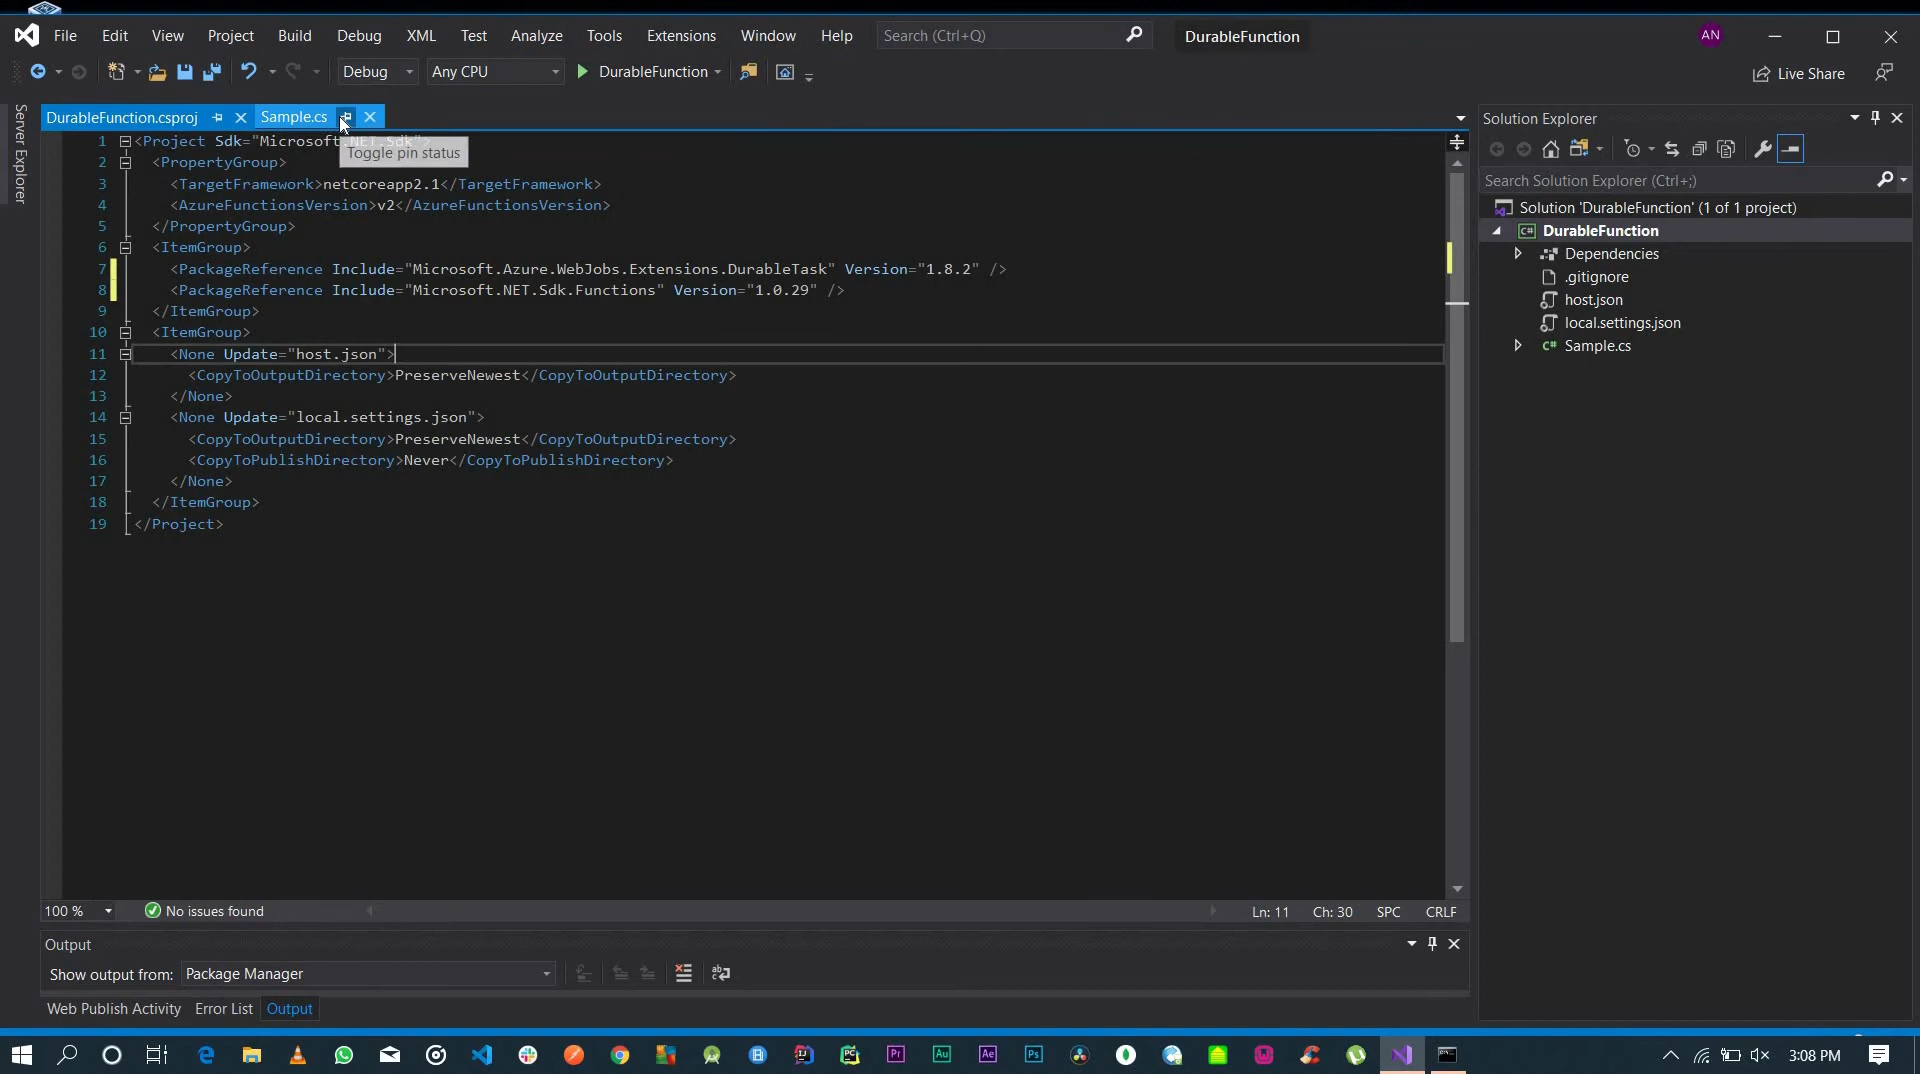 File Edit View Project Build Debug XML Test Analyze Tools Extensions Window Help Search (Ctrl+Q) DurableFunction AN
Debug Any CPU DurableFunction Live Share
Server Explorer
DurableFunction.csproj Sample.cs
Toggle pin status
1 <Project Sdk="Microsoft.NET.Sdk">
2 <PropertyGroup>
3 <TargetFramework>netcoreapp2.1</TargetFramework>
4 <AzureFunctionsVersion>v2</AzureFunctionsVersion>
5 </PropertyGroup>
6 <ItemGroup>
7 <PackageReference Include="Microsoft.Azure.WebJobs.Extensions.DurableTask" Version="1.8.2" />
8 <PackageReference Include="Microsoft.NET.Sdk.Functions" Version="1.0.29" />
9 </ItemGroup>
10 <ItemGroup>
11 <None Update="host.json">
12 <CopyToOutputDirectory>PreserveNewest</CopyToOutputDirectory>
13 </None>
14 <None Update="local.settings.json">
15 <CopyToOutputDirectory>PreserveNewest</CopyToOutputDirectory>
16 <CopyToPublishDirectory>Never</CopyToPublishDirectory>
17 </None>
18 </ItemGroup>
19 </Project>
100 % No issues found Ln: 11 Ch: 30 SPC CRLF
Output
Show output from: Package Manager
Web Publish Activity Error List Output
Solution Explorer
Search Solution Explorer (Ctrl+;)
Solution 'DurableFunction' (1 of 1 project)
C# DurableFunction
Dependencies
.gitignore
host.json
local.settings.json
C# Sample.cs
Pr Au Ae Ps
3:08 PM